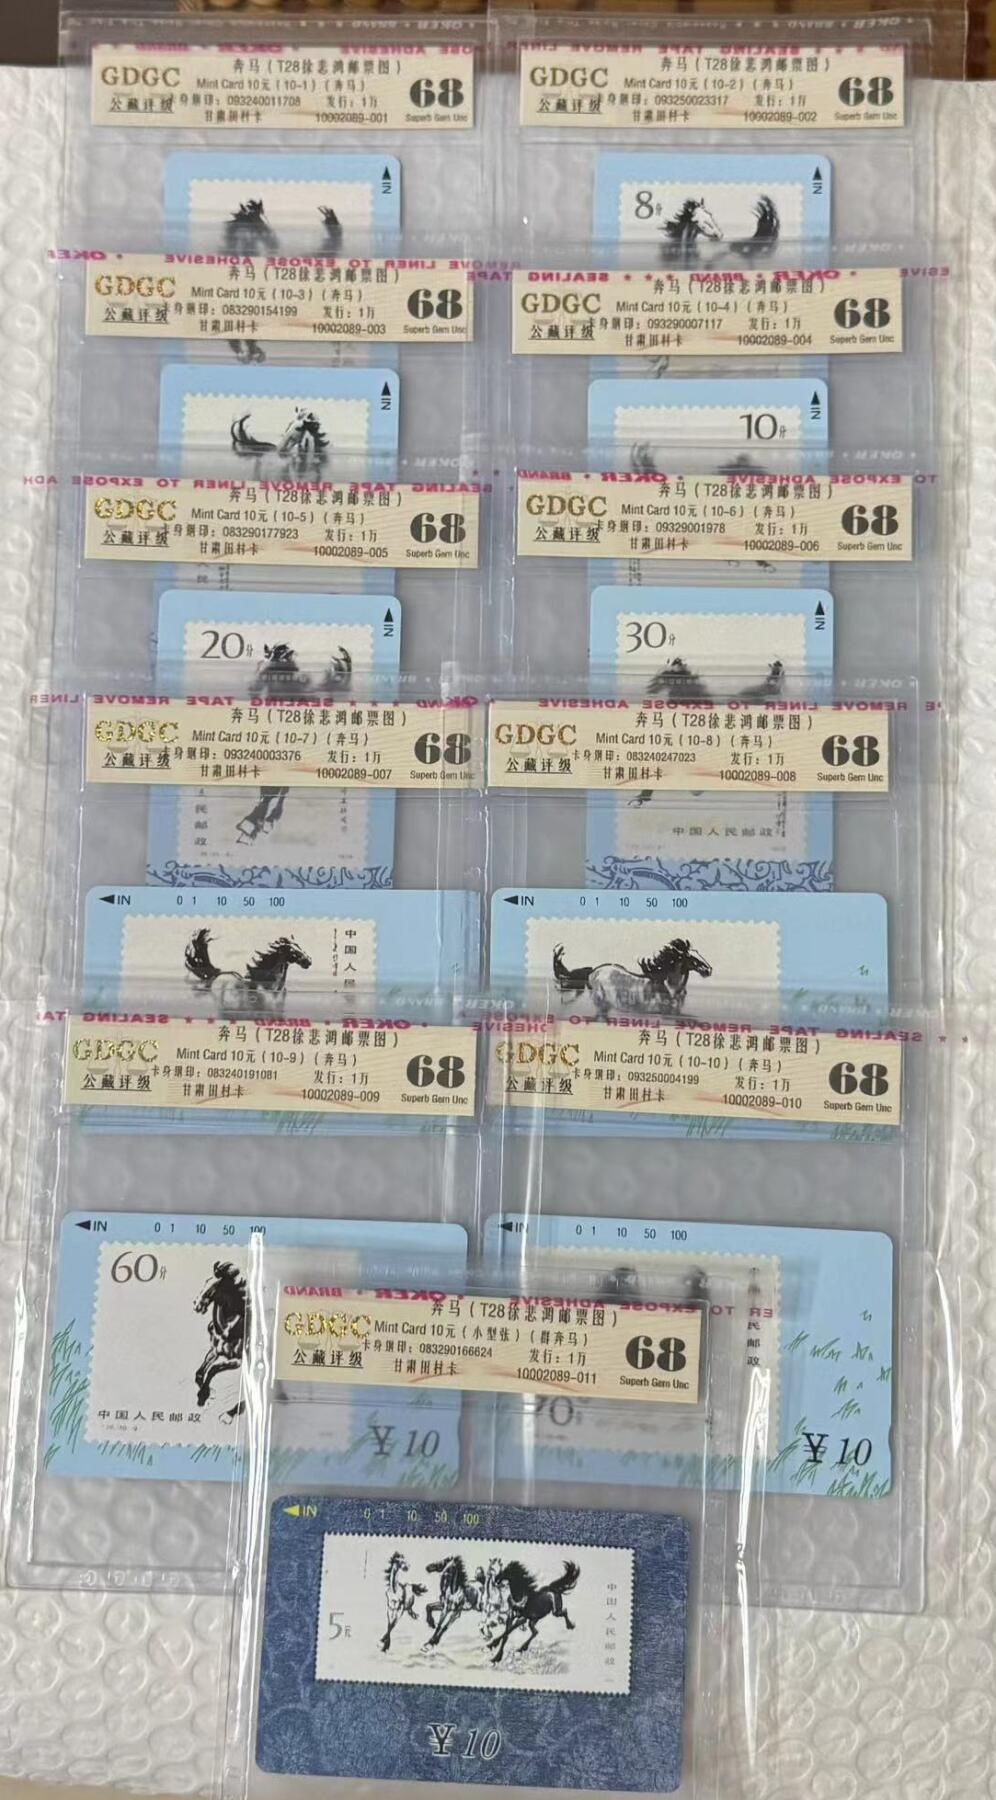 GDGC
公藏评级
奔马(T28徐悲鸿邮票图)
Mint Card 10元(10-1)(奔马)
卡身钢印:093240011708 发行:1万
甘肃田村卡 10002089-001
68
Superb Gem Unc
GDGC
公藏评级
奔马(T28徐悲鸿邮票图)
Mint Card 10元(10-2)(奔马)
卡身钢印:093250023317 发行:1万
甘肃田村卡 10002089-002
68
Superb Gem Unc
IN
IN
8分
GDGC
公藏评级
奔马(T28徐悲鸿邮票图)
Mint Card 10元(10-3)(奔马)
卡身钢印:083290154199 发行:1万
甘肃田村卡 10002089-003
68
Superb Gem Unc
GDGC
公藏评级
奔马(T28徐悲鸿邮票图)
Mint Card 10元(10-4)(奔马)
卡身钢印:093290007117 发行:1万
甘肃田村卡 10002089-004
68
Superb Gem Unc
IN
IN
10分
GDGC
公藏评级
奔马(T28徐悲鸿邮票图)
Mint Card 10元(10-5)(奔马)
卡身钢印:083290177923 发行:1万
甘肃田村卡 10002089-005
68
Superb Gem Unc
GDGC
公藏评级
奔马(T28徐悲鸿邮票图)
Mint Card 10元(10-6)(奔马)
卡身钢印:09329001978 发行:1万
甘肃田村卡 10002089-006
68
Superb Gem Unc
IN
20分
IN
30分
GDGC
公藏评级
奔马(T28徐悲鸿邮票图)
Mint Card 10元(10-7)(奔马)
卡身钢印:093240003376 发行:1万
甘肃田村卡 10002089-007
68
Superb Gem Unc
GDGC
公藏评级
奔马(T28徐悲鸿邮票图)
Mint Card 10元(10-8)(奔马)
卡身钢印:083240247023 发行:1万
甘肃田村卡 10002089-008
68
Superb Gem Unc
民邮政
中国人民邮政
IN 0 1 10 50 100
中国人民
IN 0 1 10 50 100
GDGC
公藏评级
奔马(T28徐悲鸿邮票图)
Mint Card 10元(10-9)(奔马)
卡身钢印:083240191081 发行:1万
甘肃田村卡 10002089-009
68
Superb Gem Unc
GDGC
公藏评级
奔马(T28徐悲鸿邮票图)
Mint Card 10元(10-10)(奔马)
卡身钢印:093250004199 发行:1万
甘肃田村卡 10002089-010
68
Superb Gem Unc
IN 0 1 10 50 100
60分
中国人民邮政
¥10
IN 0 1 10 50 100
民邮政
70分
¥10
GDGC
公藏评级
奔马(T28徐悲鸿邮票图)
Mint Card 10元(小型张)(群奔马)
卡身钢印:083290166624 发行:1万
甘肃田村卡 10002089-011
68
Superb Gem Unc
IN 0 1 10 50 100
5元
中国人民邮政
¥10